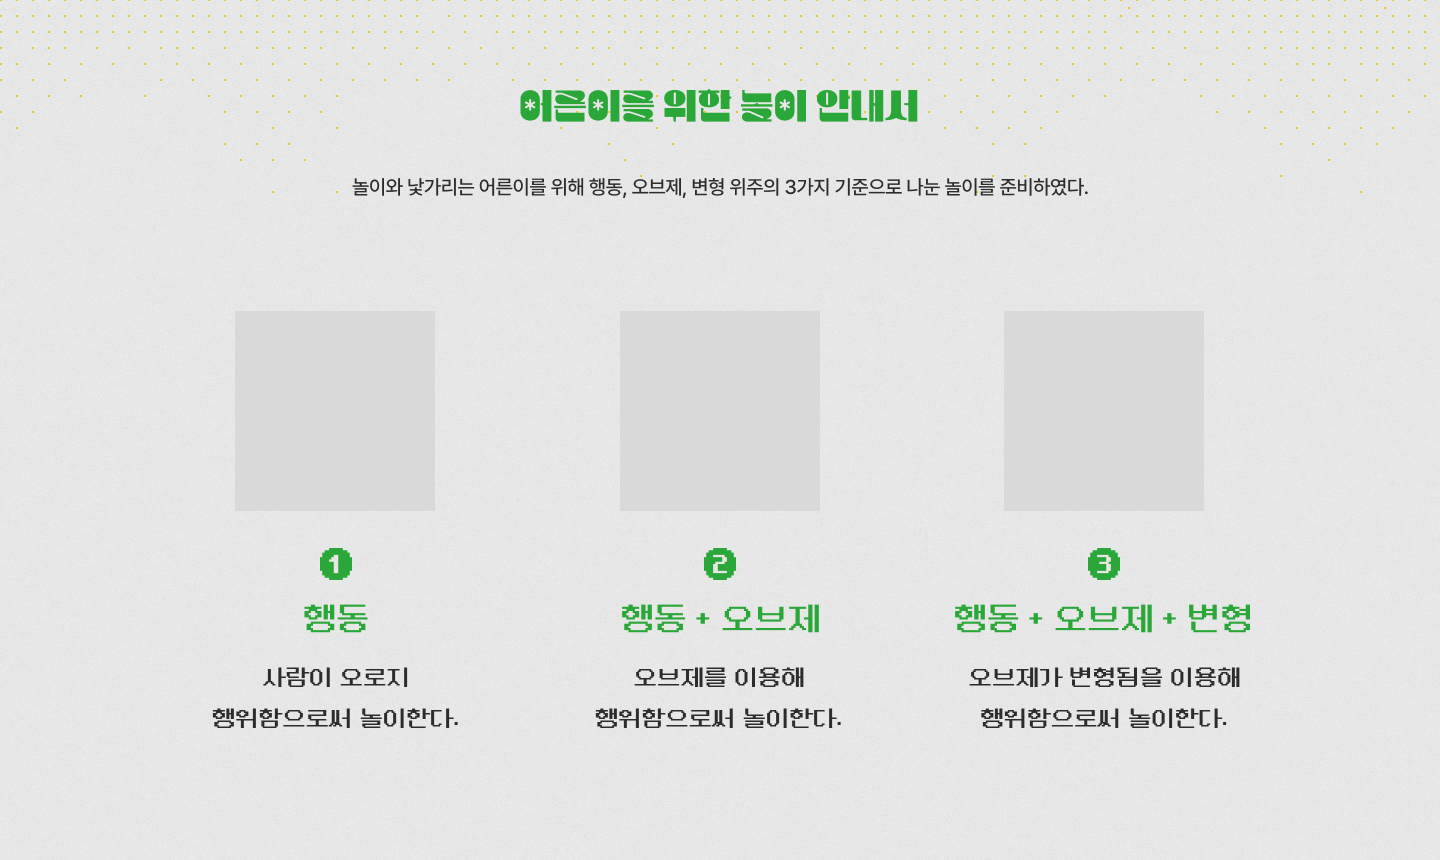 어른이를 위한 놀이 안내서
놀이와 낯가리는 어른이를 위해 행동, 오브제, 변형 위주의 3가지 기준으로 나눈 놀이를 준비하였다.
1
행동
사람이 오로지
행위함으로써 놀이한다.
2
행동 + 오브제
오브제를 이용해
행위함으로써 놀이한다.
3
행동 + 오브제 + 변형
오브제가 변형됨을 이용해
행위함으로써 놀이한다.